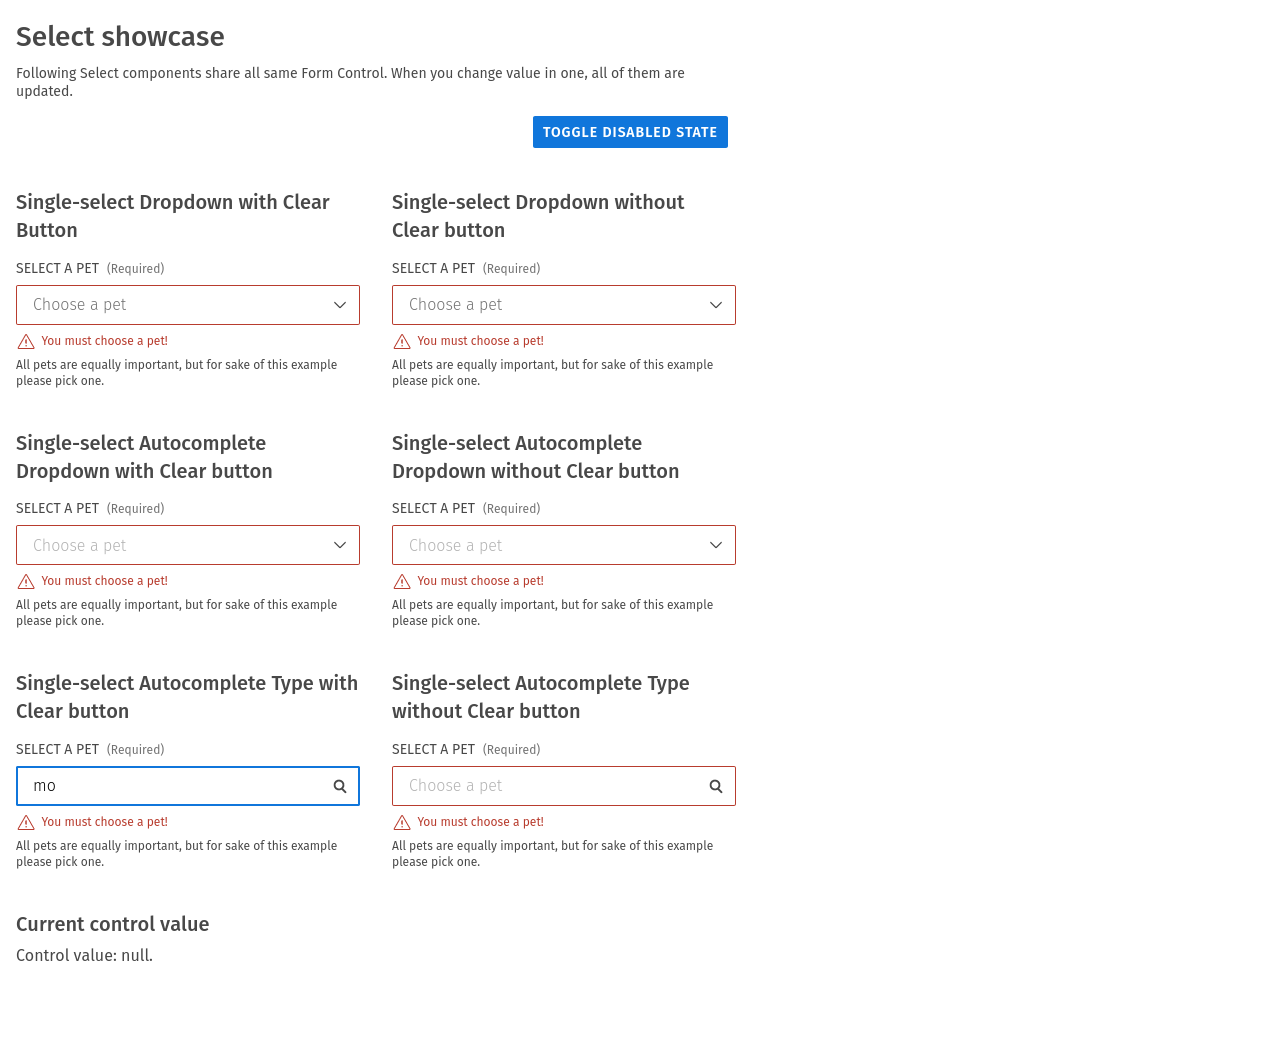 Select showcase
Following Select components share all same Form Control. When you change value in one, all of them are
updated.
TOGGLE DISABLED STATE
Single-select Dropdown with Clear
Button
SELECT A PET (Required)
Choose a pet
You must choose a pet!
All pets are equally important, but for sake of this example
please pick one.
Single-select Dropdown without
Clear button
SELECT A PET (Required)
Choose a pet
You must choose a pet!
All pets are equally important, but for sake of this example
please pick one.
Single-select Autocomplete
Dropdown with Clear button
SELECT A PET (Required)
Choose a pet
You must choose a pet!
All pets are equally important, but for sake of this example
please pick one.
Single-select Autocomplete
Dropdown without Clear button
SELECT A PET (Required)
Choose a pet
You must choose a pet!
All pets are equally important, but for sake of this example
please pick one.
Single-select Autocomplete Type with
Clear button
SELECT A PET (Required)
mo
You must choose a pet!
All pets are equally important, but for sake of this example
please pick one.
Single-select Autocomplete Type
without Clear button
SELECT A PET (Required)
Choose a pet
You must choose a pet!
All pets are equally important, but for sake of this example
please pick one.
Current control value
Control value: null.